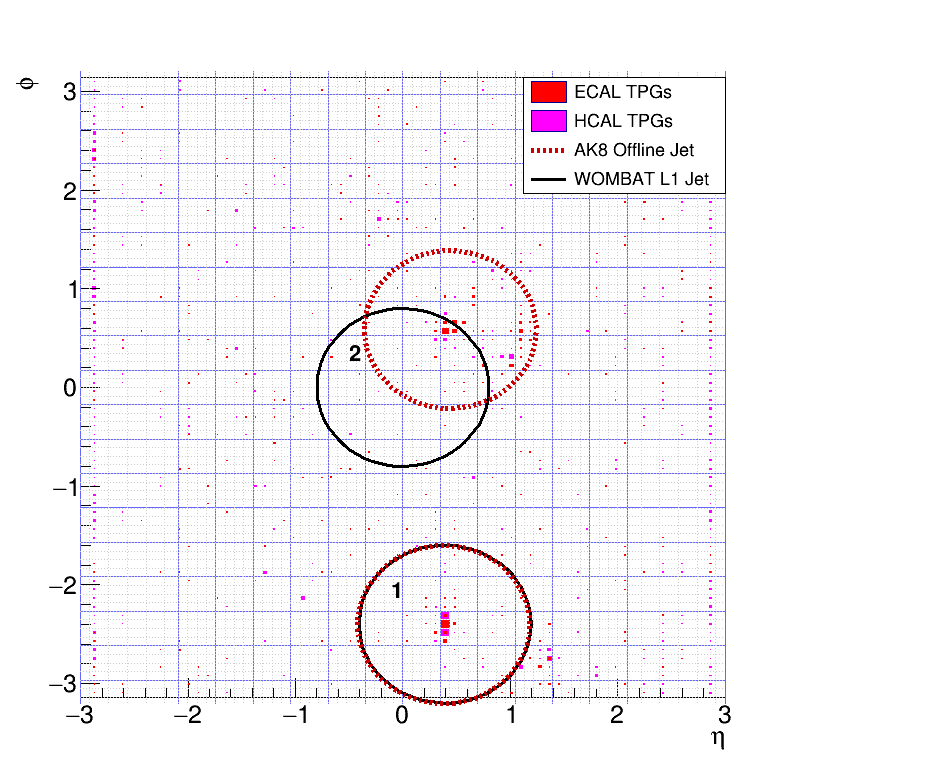 ϕ
3
2
1
0
−1
−2
−3
ECAL TPGs
HCAL TPGs
AK8 Offline Jet
WOMBAT L1 Jet
2
1
−3 −2 −1 0 1 2 3
η